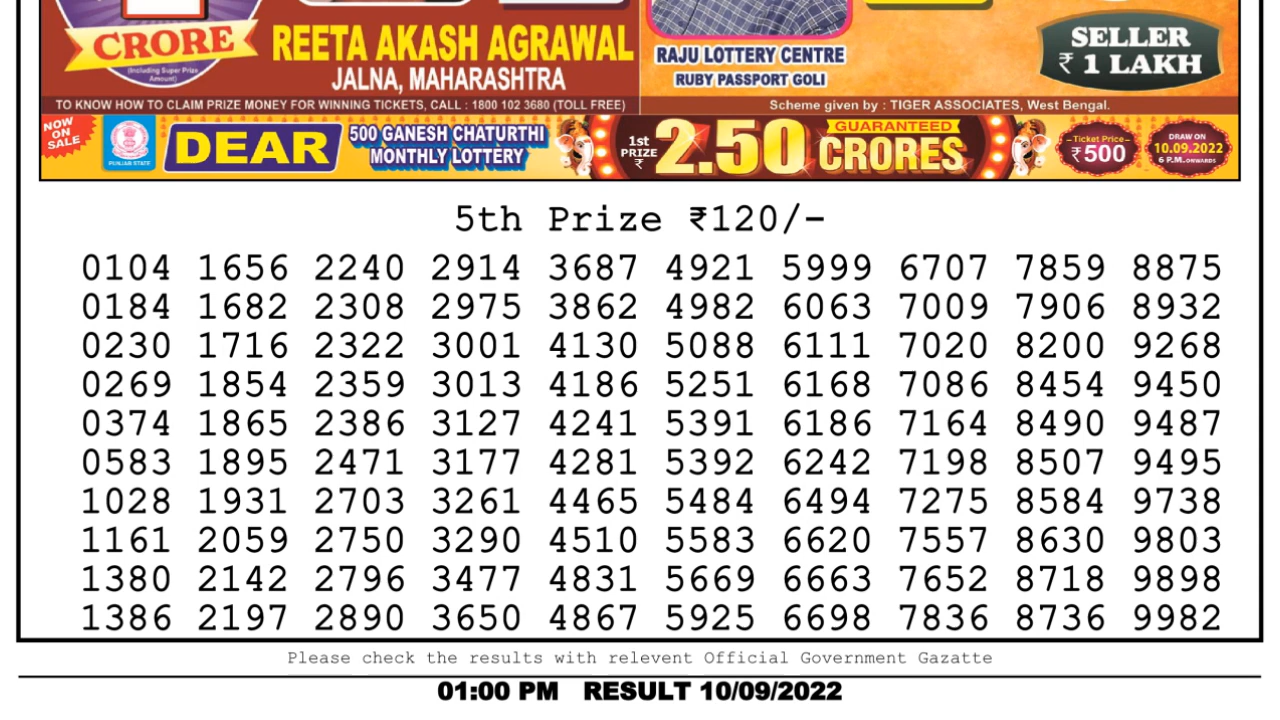 CRORE
(Including Super Prize
Amount)
REETA AKASH AGRAWAL
JALNA, MAHARASHTRA
RAJU LOTTERY CENTRE
RUBY PASSPORT GOLI
SELLER
₹ 1 LAKH
TO KNOW HOW TO CLAIM PRIZE MONEY FOR WINNING TICKETS, CALL : 1800 102 3680 (TOLL FREE)
Scheme given by : TIGER ASSOCIATES, West Bengal.
NOW
ON
SALE
PUNJAB STATE
DEAR
500 GANESH CHATURTHI
MONTHLY LOTTERY
1st
PRIZE
₹
2.50
GUARANTEED
CRORES
Ticket Price
₹500
DRAW ON
10.09.2022
6 P.M. ONWARDS
5th Prize ₹120/-
0104 1656 2240 2914 3687 4921 5999 6707 7859 8875
0184 1682 2308 2975 3862 4982 6063 7009 7906 8932
0230 1716 2322 3001 4130 5088 6111 7020 8200 9268
0269 1854 2359 3013 4186 5251 6168 7086 8454 9450
0374 1865 2386 3127 4241 5391 6186 7164 8490 9487
0583 1895 2471 3177 4281 5392 6242 7198 8507 9495
1028 1931 2703 3261 4465 5484 6494 7275 8584 9738
1161 2059 2750 3290 4510 5583 6620 7557 8630 9803
1380 2142 2796 3477 4831 5669 6663 7652 8718 9898
1386 2197 2890 3650 4867 5925 6698 7836 8736 9982
Please check the results with relevent Official Government Gazatte
01:00 PM RESULT 10/09/2022